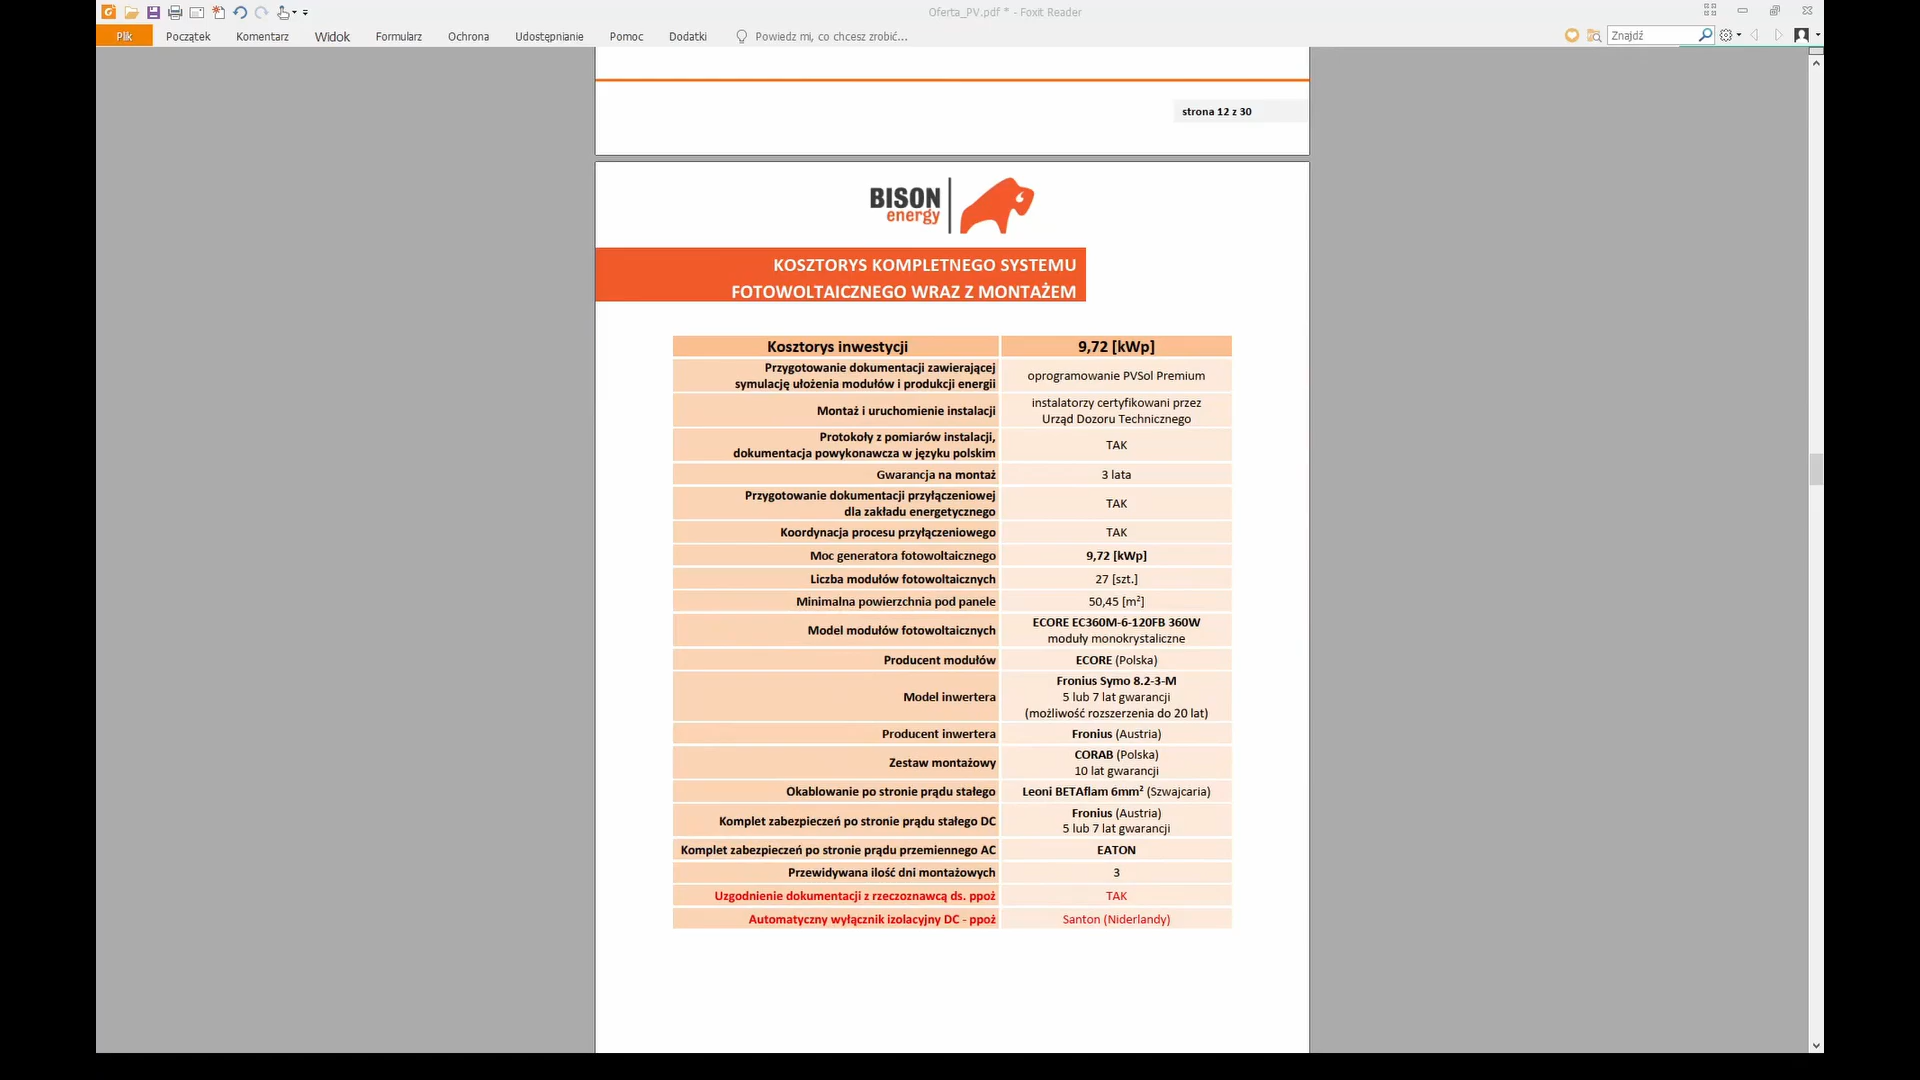 Oferta_PV.pdf * - Foxit Reader
Plik Początek Komentarz Widok Formularz Ochrona Udostępnianie Pomoc Dodatki Powiedz mi, co chcesz zrobić... Znajdź
strona 12 z 30
BISON
energy
KOSZTORYS KOMPLETNEGO SYSTEMU
FOTOWOLTAICZNEGO WRAZ Z MONTAŻEM
Kosztorys inwestycji 9,72 [kWp]
Przygotowanie dokumentacji zawierającej
symulację ułożenia modułów i produkcji energii
oprogramowanie PVSol Premium
Montaż i uruchomienie instalacji
instalatorzy certyfikowani przez
Urząd Dozoru Technicznego
Protokoły z pomiarów instalacji,
dokumentacja powykonawcza w języku polskim
TAK
Gwarancja na montaż 3 lata
Przygotowanie dokumentacji przyłączeniowej
dla zakładu energetycznego
TAK
Koordynacja procesu przyłączeniowego TAK
Moc generatora fotowoltaicznego 9,72 [kWp]
Liczba modułów fotowoltaicznych 27 [szt.]
Minimalna powierzchnia pod panele 50,45 [m²]
Model modułów fotowoltaicznych
ECORE EC360M-6-120FB 360W
moduły monokrystaliczne
Producent modułów ECORE (Polska)
Model inwertera
Fronius Symo 8.2-3-M
5 lub 7 lat gwarancji
(możliwość rozszerzenia do 20 lat)
Producent inwertera Fronius (Austria)
Zestaw montażowy
CORAB (Polska)
10 lat gwarancji
Okablowanie po stronie prądu stałego Leoni BETAflam 6mm² (Szwajcaria)
Komplet zabezpieczeń po stronie prądu stałego DC
Fronius (Austria)
5 lub 7 lat gwarancji
Komplet zabezpieczeń po stronie prądu przemiennego AC EATON
Przewidywana ilość dni montażowych 3
Uzgodnienie dokumentacji z rzeczoznawcą ds. ppoż TAK
Automatyczny wyłącznik izolacyjny DC - ppoż Santon (Niderlandy)